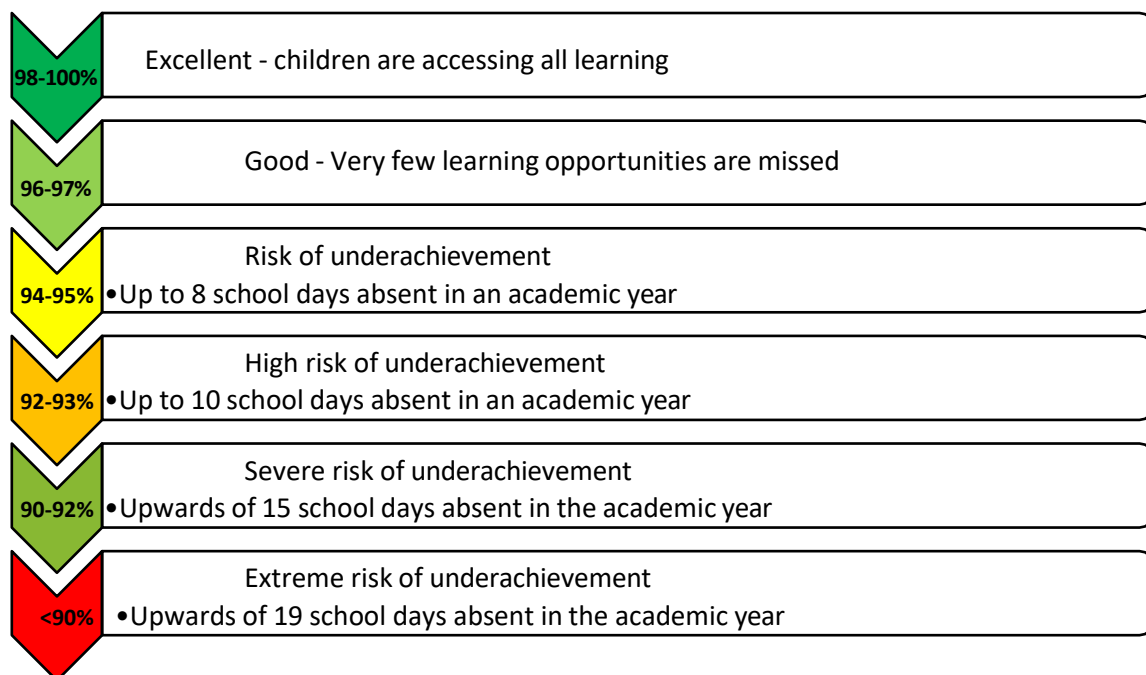 98-100%
Excellent - children are accessing all learning
96-97%
Good - Very few learning opportunities are missed
94-95%
Risk of underachievement
•Up to 8 school days absent in an academic year
92-93%
High risk of underachievement
•Up to 10 school days absent in an academic year
90-92%
Severe risk of underachievement
•Upwards of 15 school days absent in the academic year
<90%
Extreme risk of underachievement
•Upwards of 19 school days absent in the academic year